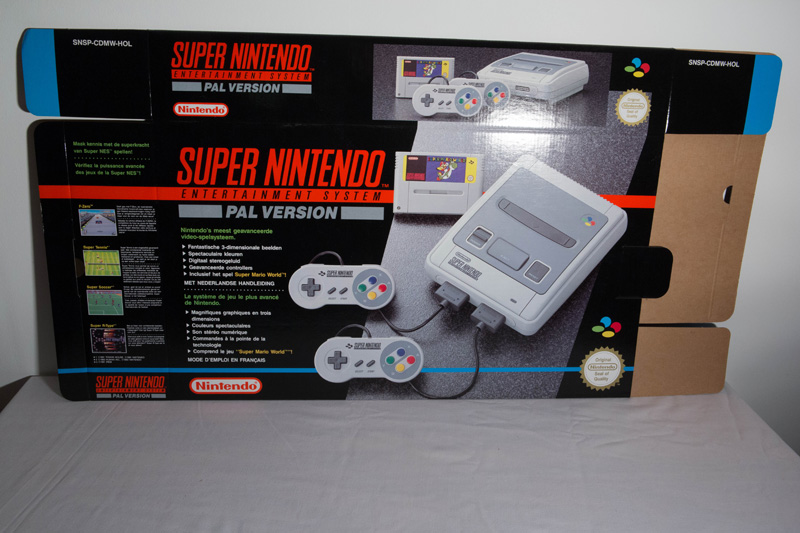 SNSP-CDMW-HOL
SUPER NINTENDO
ENTERTAINMENT SYSTEM
PAL VERSION
Nintendo
Original
Nintendo
Seal of
Quality
SNSP-CDMW-HOL
Maak kennis met de superkracht
van Super NES™ spellen!
Vérifiez la puissance avancée
des jeux de la Super NES™!
F-Zero™
Super Tennis™
Super Soccer™
Super R-Type™
SUPER NINTENDO
ENTERTAINMENT SYSTEM
PAL VERSION
SUPER NINTENDO
ENTERTAINMENT SYSTEM™
PAL VERSION
Nintendo's meest geavanceerde
video-spelsysteem.
Fantastische 3-dimensionale beelden
Spectaculaire kleuren
Digitaal stereogeluid
Geavanceerde controllers
Inclusief het spel Super Mario World™!
MET NEDERLANDSE HANDLEIDING
Le système de jeu le plus avancé
de Nintendo.
Magnifiques graphiques en trois
dimensions
Couleurs spectaculaires
Son stéréo numérique
Commandes à la pointe de la
technologie
Comprend le jeu "Super Mario World"™!
MODE D'EMPLOI EN FRANÇAIS
Nintendo
SUPER NINTENDO
Original
Nintendo
Seal of
Quality